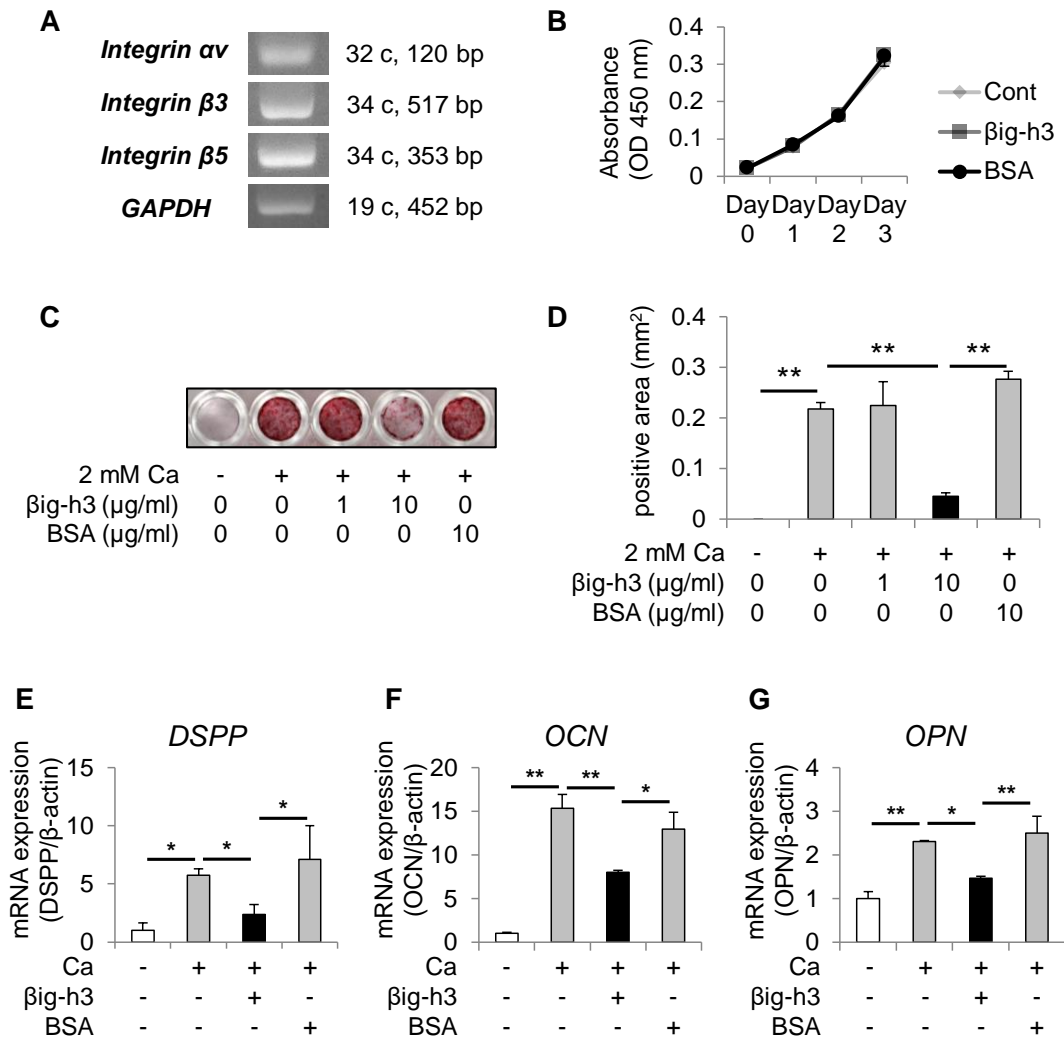 A
Integrin αv 32 c, 120 bp
Integrin β3 34 c, 517 bp
Integrin β5 34 c, 353 bp
GAPDH 19 c, 452 bp
B
Absorbance
(OD 450 nm)
0.4
0.3
0.2
0.1
0
Day Day Day Day
0 1 2 3
Cont
βig-h3
BSA
C
2 mM Ca - + + + +
βig-h3 (μg/ml) 0 0 1 10 0
BSA (μg/ml) 0 0 0 0 10
D
positive area (mm²)
0.4
0.3
0.2
0.1
0
** ** **
2 mM Ca - + + + +
βig-h3 (μg/ml) 0 0 1 10 0
BSA (μg/ml) 0 0 0 0 10
E
DSPP
mRNA expression
(DSPP/β-actin)
15
10
5
0
* * *
Ca - + + +
βig-h3 - - + -
BSA - - - +
F
OCN
mRNA expression
(OCN/β-actin)
20
15
10
5
0
** ** *
Ca - + + +
βig-h3 - - + -
BSA - - - +
G
OPN
mRNA expression
(OPN/β-actin)
4
3
2
1
0
** * **
Ca - + + +
βig-h3 - - + -
BSA - - - +